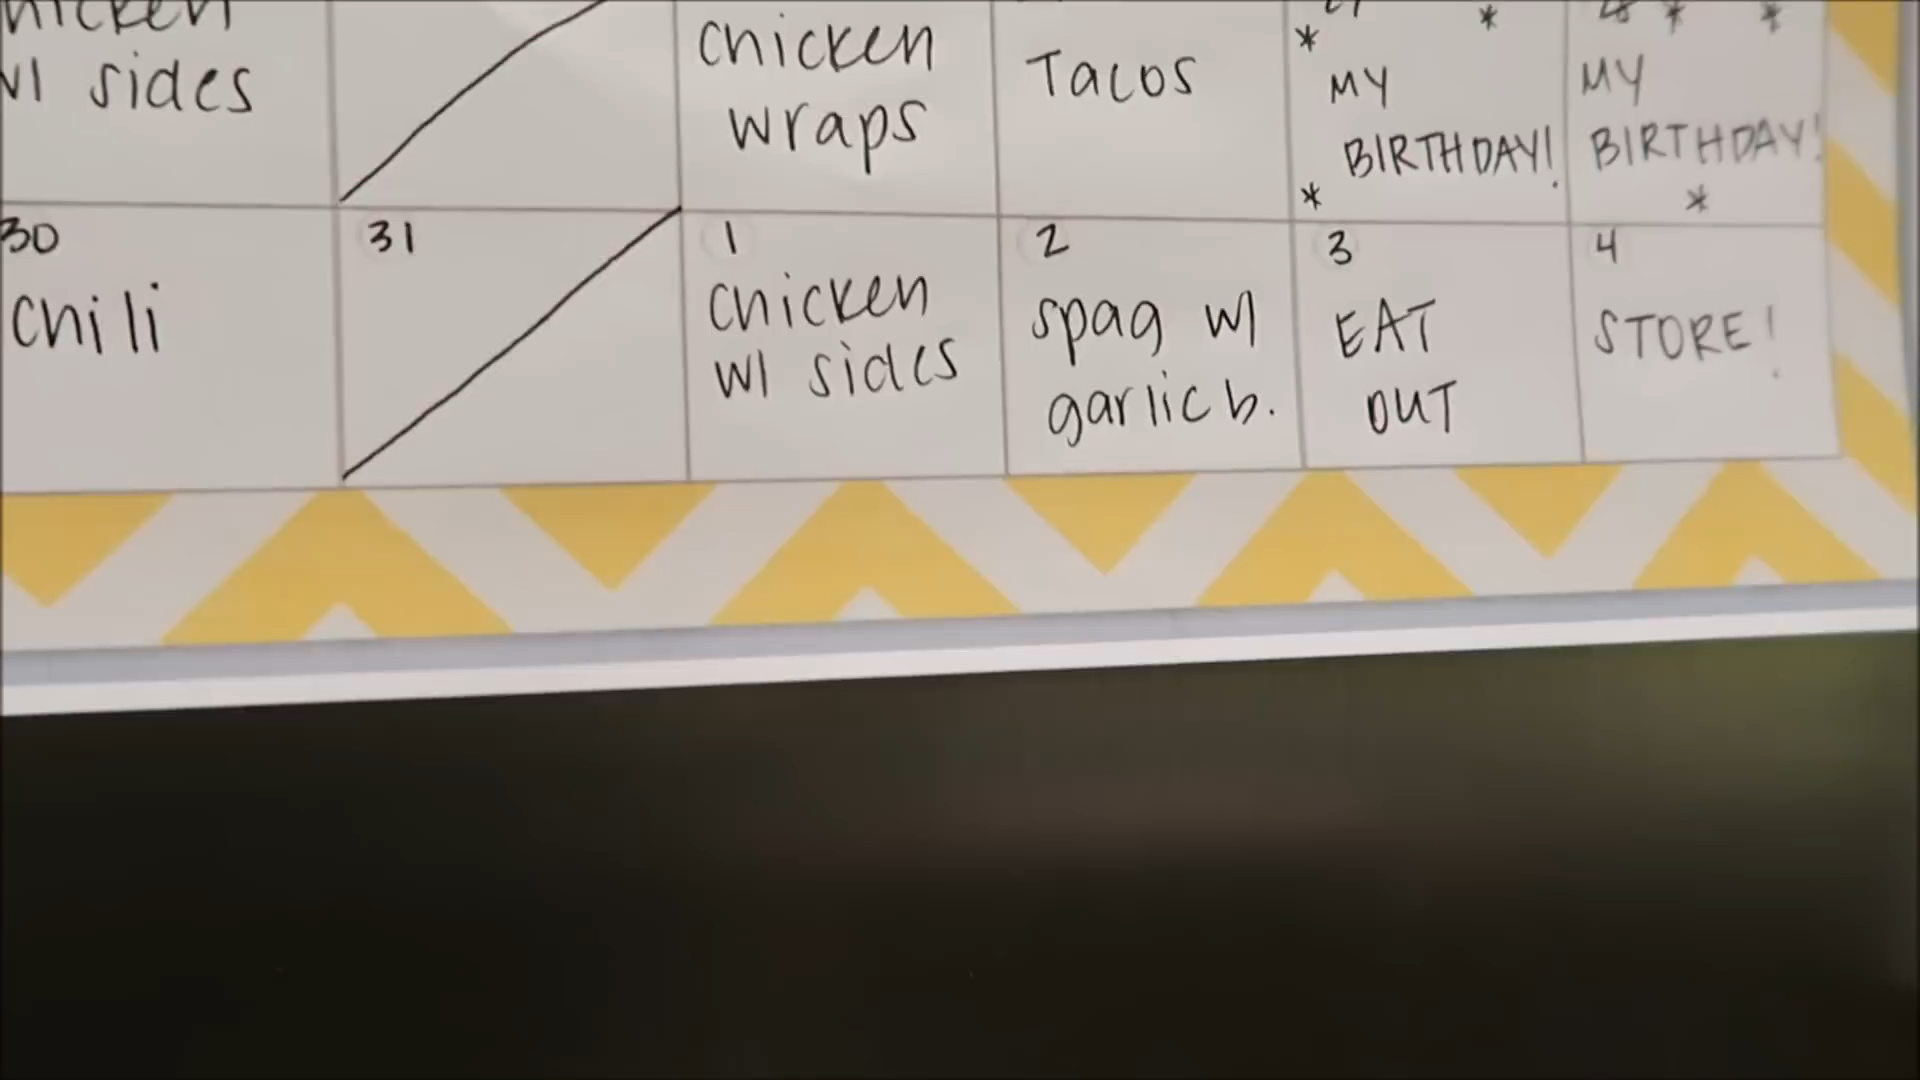 chicken
w/ sides
chicken
wraps
Tacos
*
*
MY
BIRTHDAY!
*
*
*
MY
BIRTHDAY!
*
30
chili
31
1
chicken
w/ sides
2
spag w/
garlic b.
3
EAT
OUT
4
STORE!